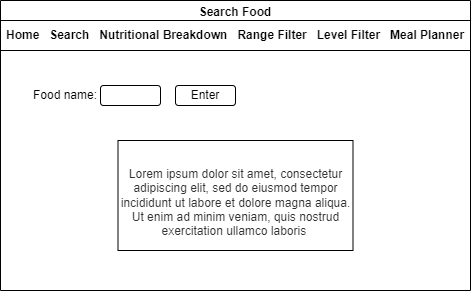 Search Food
Home Search Nutritional Breakdown Range Filter Level Filter Meal Planner
Food name: Enter
Lorem ipsum dolor sit amet, consectetur
adipiscing elit, sed do eiusmod tempor
incididunt ut labore et dolore magna aliqua.
Ut enim ad minim veniam, quis nostrud
exercitation ullamco laboris